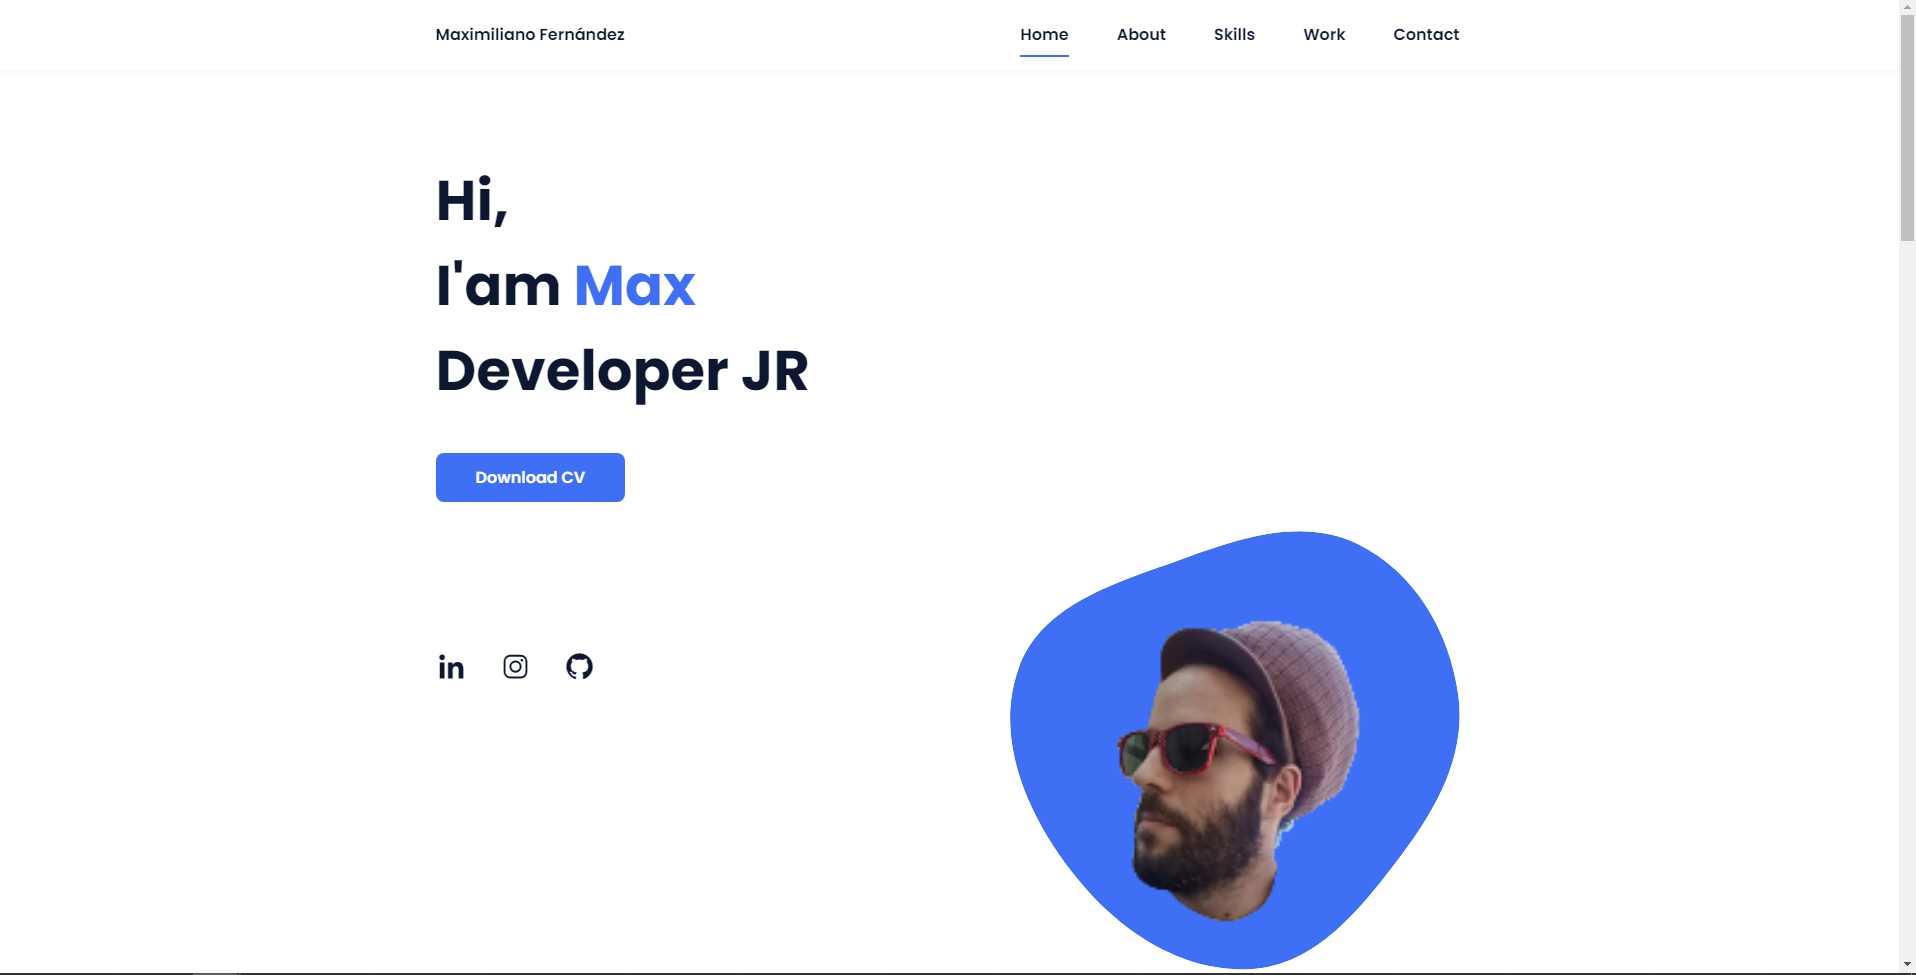 Maximiliano Fernández
Home
About
Skills
Work
Contact
Hi,
I'am Max
Developer JR
Download CV
in